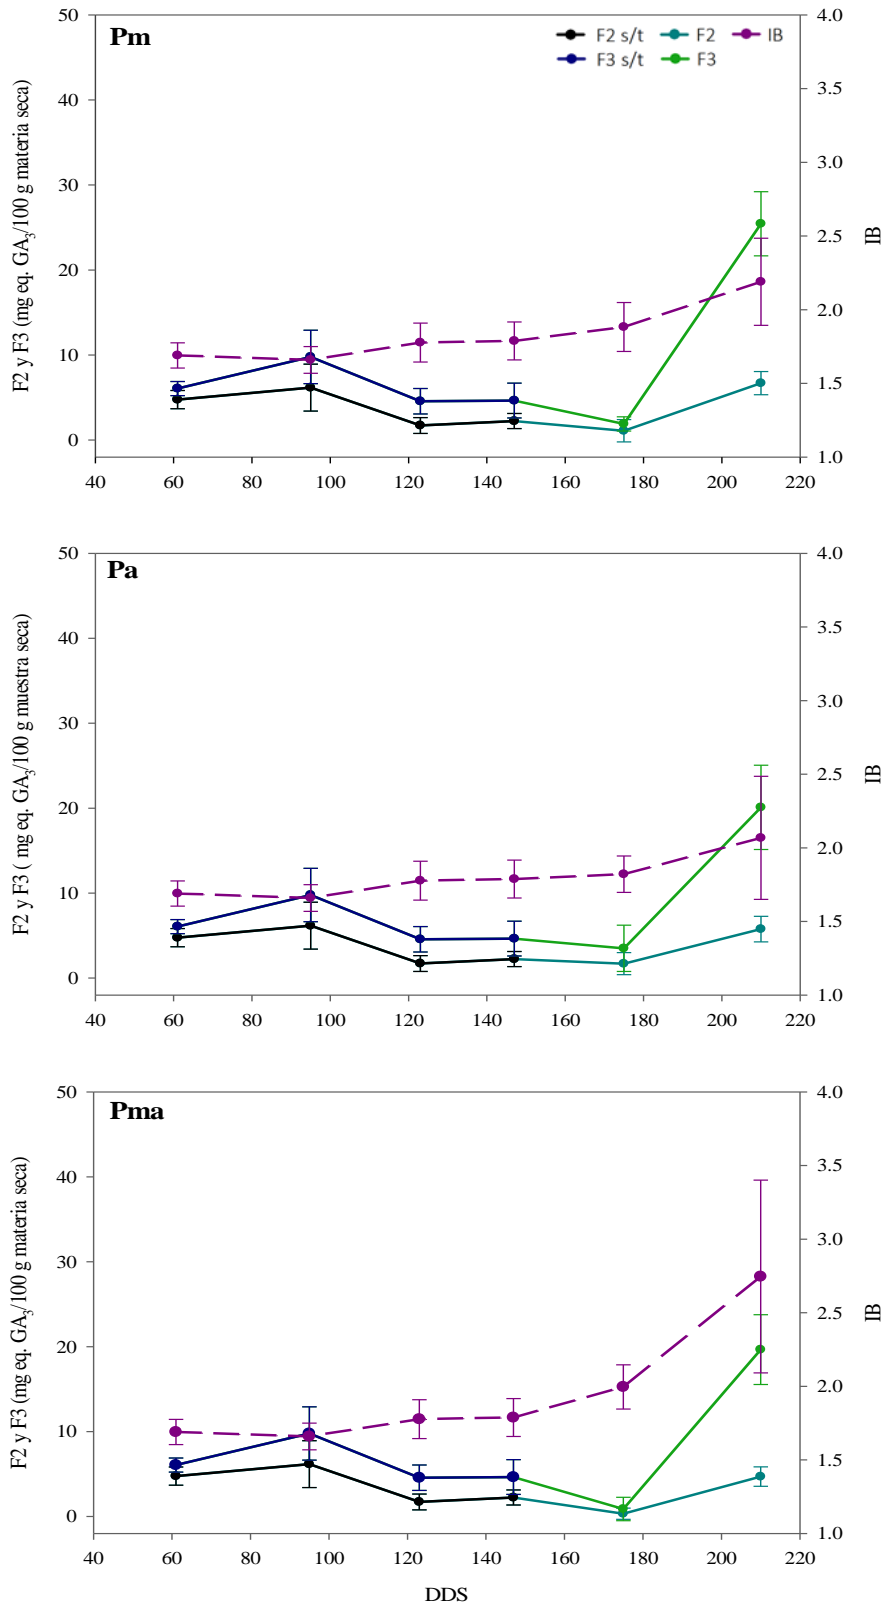 Pm
F2 s/t
F2
IB
F3 s/t
F3
50
40
30
20
10
0
F2 y F3 (mg eq. GA3/100 g materia seca)
4.0
3.5
3.0
2.5
2.0
1.5
1.0
IB
40 60 80 100 120 140 160 180 200 220
Pa
50
40
30
20
10
0
F2 y F3 ( mg eq. GA3/100 g muestra seca)
4.0
3.5
3.0
2.5
2.0
1.5
1.0
IB
40 60 80 100 120 140 160 180 200 220
Pma
50
40
30
20
10
0
F2 y F3 (mg eq. GA3/100 g materia seca)
4.0
3.5
3.0
2.5
2.0
1.5
1.0
IB
40 60 80 100 120 140 160 180 200 220
DDS